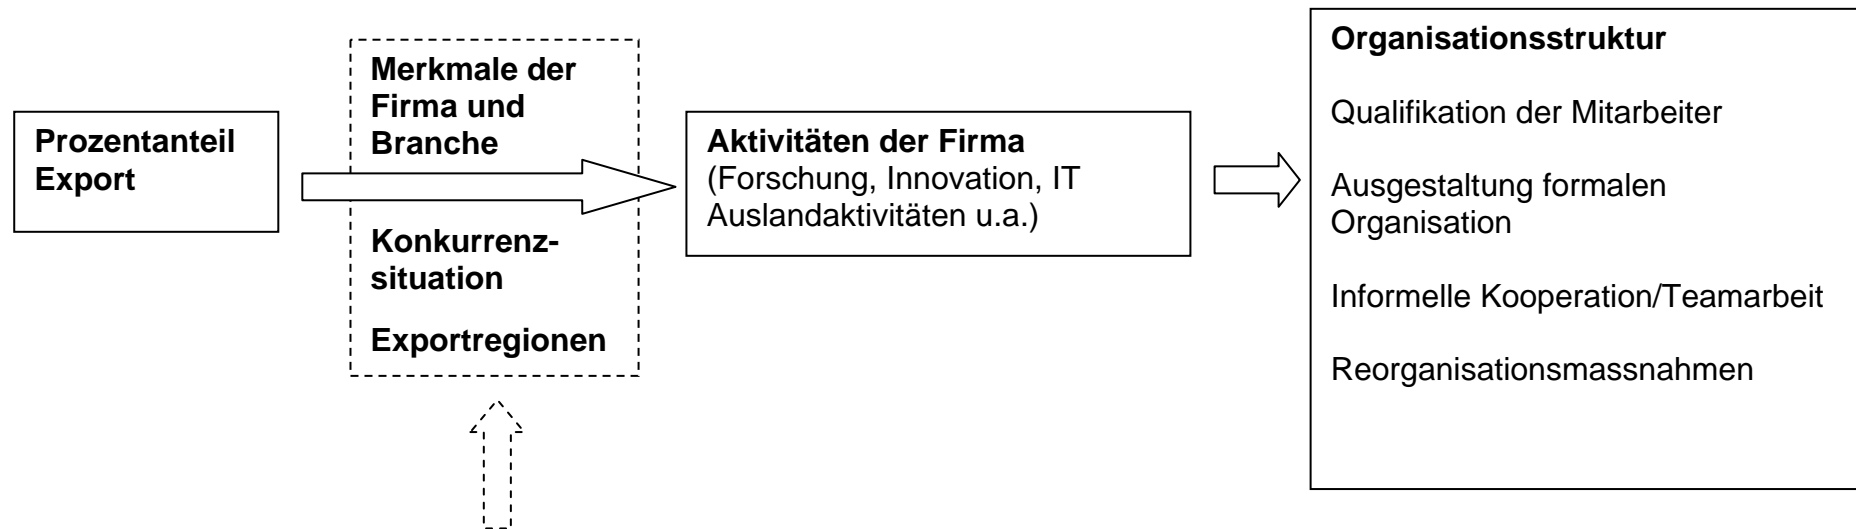 Prozentanteil
Export
Merkmale der
Firma und
Branche
Konkurrenz-
situation
Exportregionen
Aktivitäten der Firma
(Forschung, Innovation, IT
Auslandaktivitäten u.a.)
Organisationsstruktur
Qualifikation der Mitarbeiter
Ausgestaltung formalen
Organisation
Informelle Kooperation/Teamarbeit
Reorganisationsmassnahmen